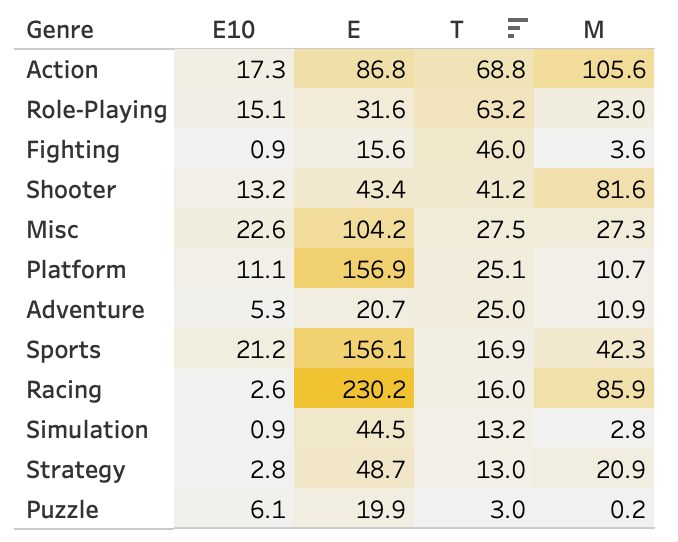 Genre E10 E T M
Action 17.3 86.8 68.8 105.6
Role-Playing 15.1 31.6 63.2 23.0
Fighting 0.9 15.6 46.0 3.6
Shooter 13.2 43.4 41.2 81.6
Misc 22.6 104.2 27.5 27.3
Platform 11.1 156.9 25.1 10.7
Adventure 5.3 20.7 25.0 10.9
Sports 21.2 156.1 16.9 42.3
Racing 2.6 230.2 16.0 85.9
Simulation 0.9 44.5 13.2 2.8
Strategy 2.8 48.7 13.0 20.9
Puzzle 6.1 19.9 3.0 0.2